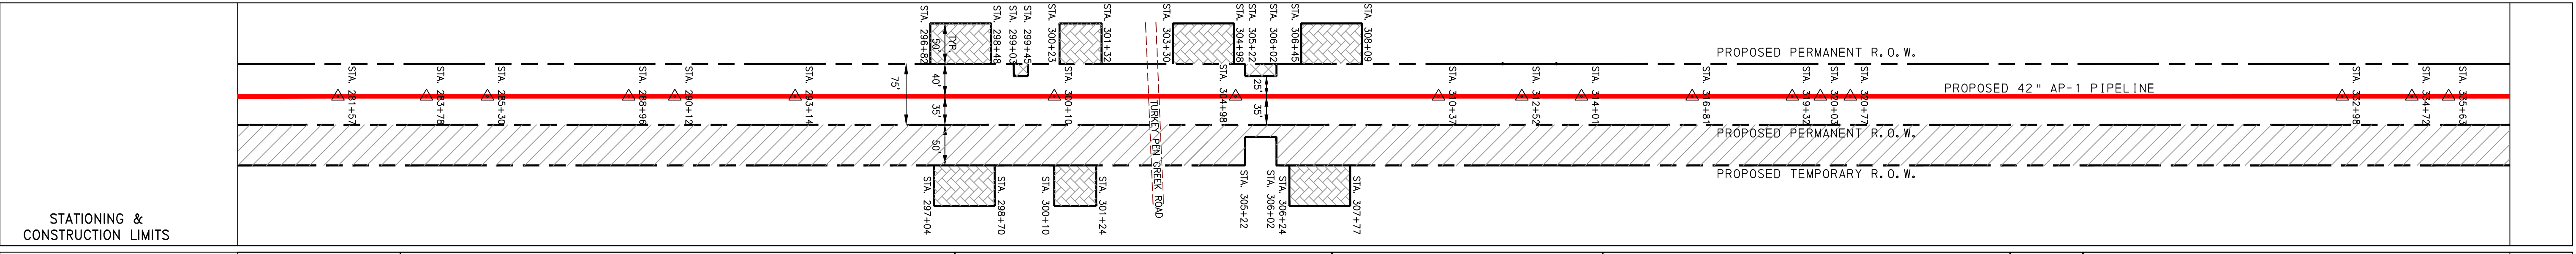 STA. 296+82
50'
TYP.
STA. 298+48
STA. 299+03
STA. 299+45
STA. 300+23
STA. 301+32
STA. 303+30
STA. 304+98
STA. 305+22
STA. 306+02
STA. 306+45
STA. 308+09
PROPOSED PERMANENT R.O.W.
STA. 281+57
STA. 283+78
STA. 285+30
STA. 288+96
STA. 290+12
STA. 293+14
75'
40'
35'
STA. 300+10
STA. 304+98
25'
35'
STA. 310+37
STA. 312+52
STA. 314+01
STA. 316+81
STA. 319+32
STA. 320+03
STA. 320+77
PROPOSED 42" AP-1 PIPELINE
STA. 332+98
STA. 334+72
STA. 335+63
TURKEY PEN CREEK ROAD
PROPOSED PERMANENT R.O.W.
50'
PROPOSED TEMPORARY R.O.W.
STA. 297+04
STA. 298+70
STA. 300+10
STA. 301+24
STA. 305+22
STA. 306+02
STA. 306+24
STA. 307+77
STATIONING &
CONSTRUCTION LIMITS